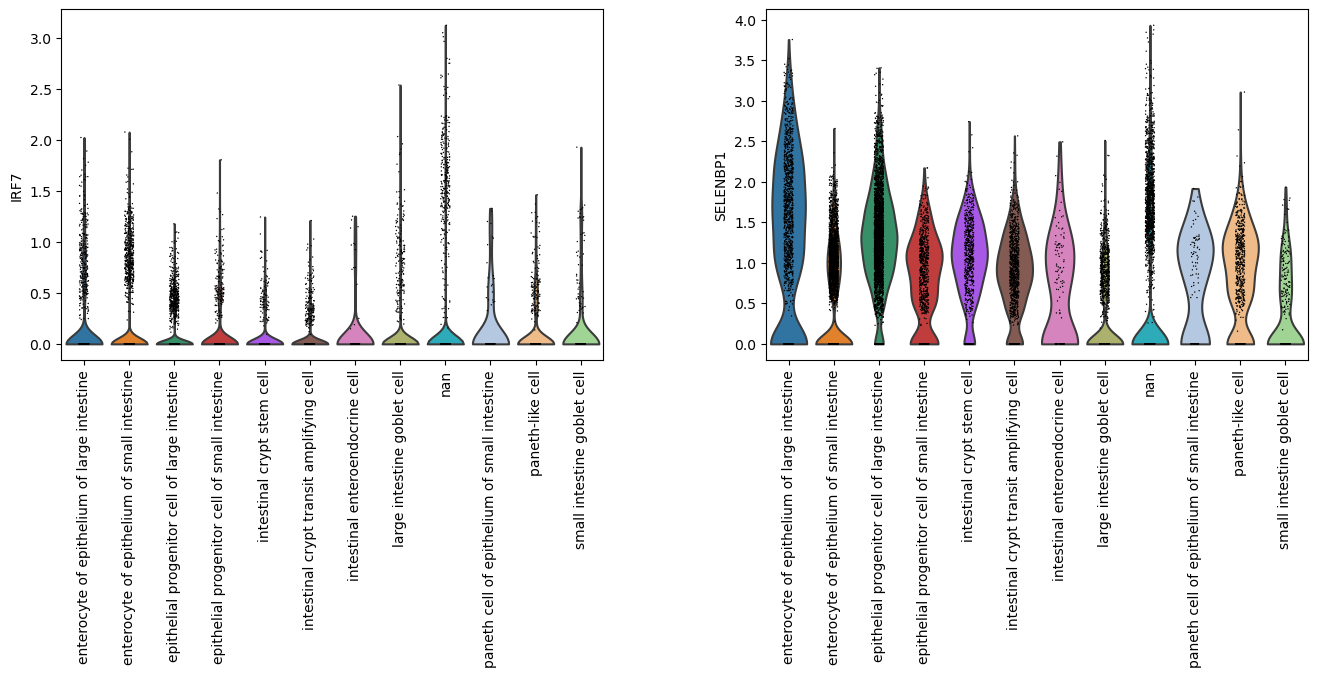 IRF7
3.0
2.5
2.0
1.5
1.0
0.5
0.0
enterocyte of epithelium of large intestine
enterocyte of epithelium of small intestine
epithelial progenitor cell of large intestine
epithelial progenitor cell of small intestine
intestinal crypt stem cell
intestinal crypt transit amplifying cell
intestinal enteroendocrine cell
large intestine goblet cell
nan
paneth cell of epithelium of small intestine
paneth-like cell
small intestine goblet cell
SELENBP1
4.0
3.5
3.0
2.5
2.0
1.5
1.0
0.5
0.0
enterocyte of epithelium of large intestine
enterocyte of epithelium of small intestine
epithelial progenitor cell of large intestine
epithelial progenitor cell of small intestine
intestinal crypt stem cell
intestinal crypt transit amplifying cell
intestinal enteroendocrine cell
large intestine goblet cell
nan
paneth cell of epithelium of small intestine
paneth-like cell
small intestine goblet cell